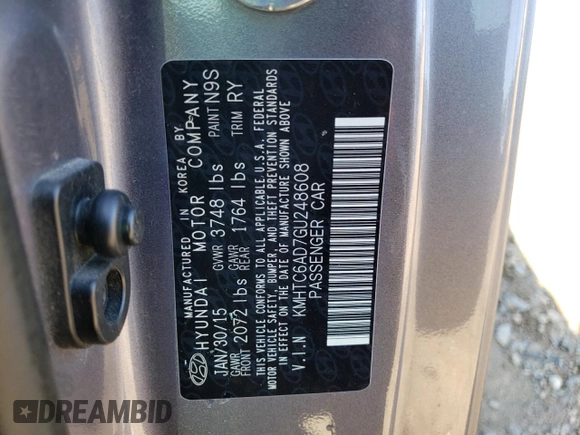 MANUFACTURED IN KOREA BY
HYUNDAI MOTOR COMPANY
JAN/30/15 GVWR 3748 lbs PAINT N9S
GAWR FRONT 2072 lbs GAWR REAR 1764 lbs TRIM RY
THIS VEHICLE CONFORMS TO ALL APPLICABLE U.S.A. FEDERAL
MOTOR VEHICLE SAFETY, BUMPER, AND THEFT PREVENTION STANDARDS
IN EFFECT ON THE DATE OF MANUFACTURE SHOWN ABOVE
V.I.N KMHTC6AD7GU248608
PASSENGER CAR
DREAMBID